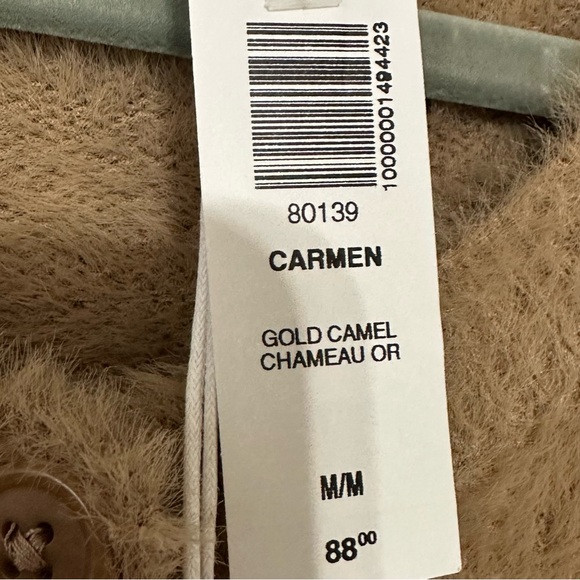 10000001494423
80139
CARMEN
GOLD CAMEL
CHAMEAU OR
M/M
88⁰⁰